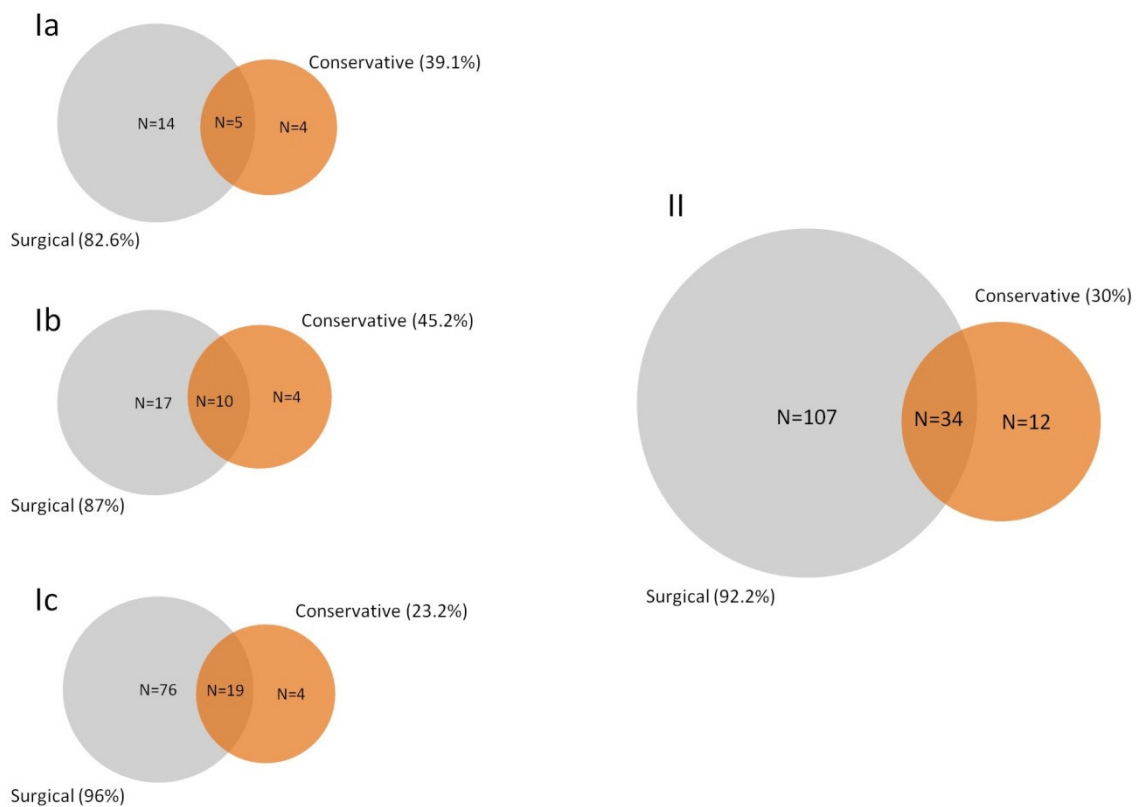 Ia
Conservative (39.1%)
N=14
N=5
N=4
Surgical (82.6%)
Ib
Conservative (45.2%)
N=17
N=10
N=4
Surgical (87%)
Ic
Conservative (23.2%)
N=76
N=19
N=4
Surgical (96%)
II
Conservative (30%)
N=107
N=34
N=12
Surgical (92.2%)